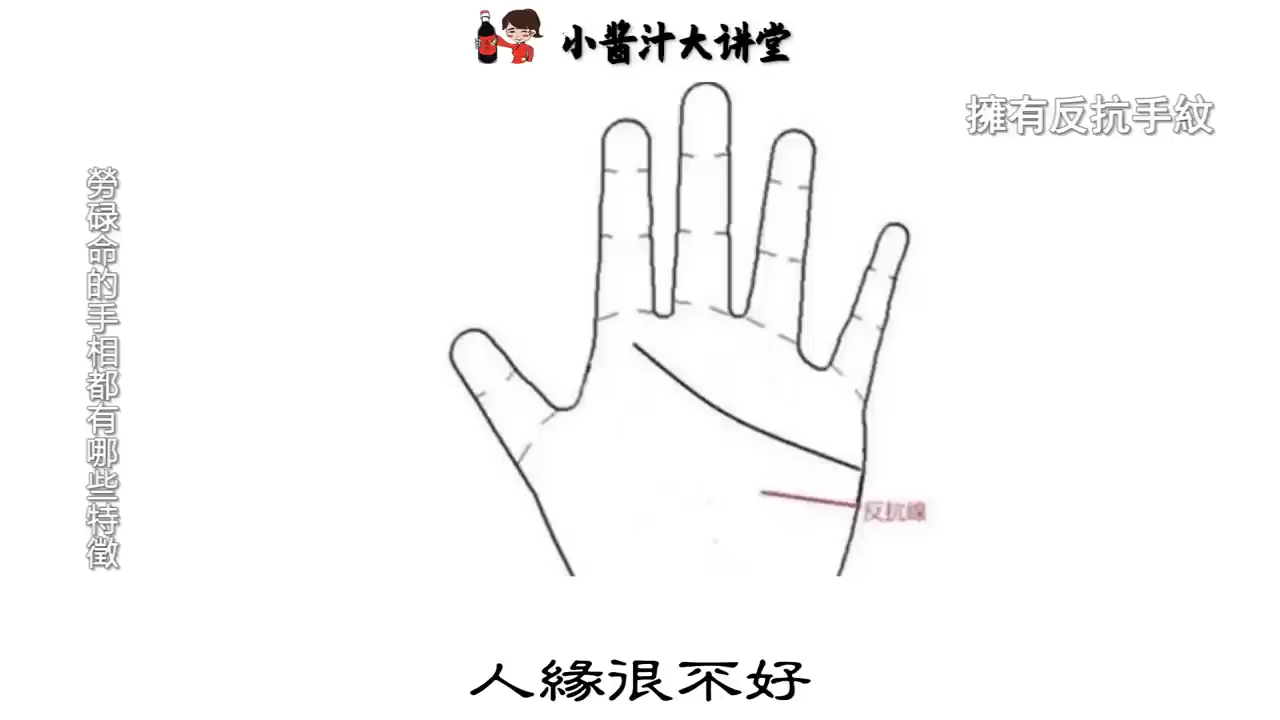 小酱汁大讲堂
擁有反抗手紋
勞碌命的手相都有哪些特徵
反抗線
人緣很不好